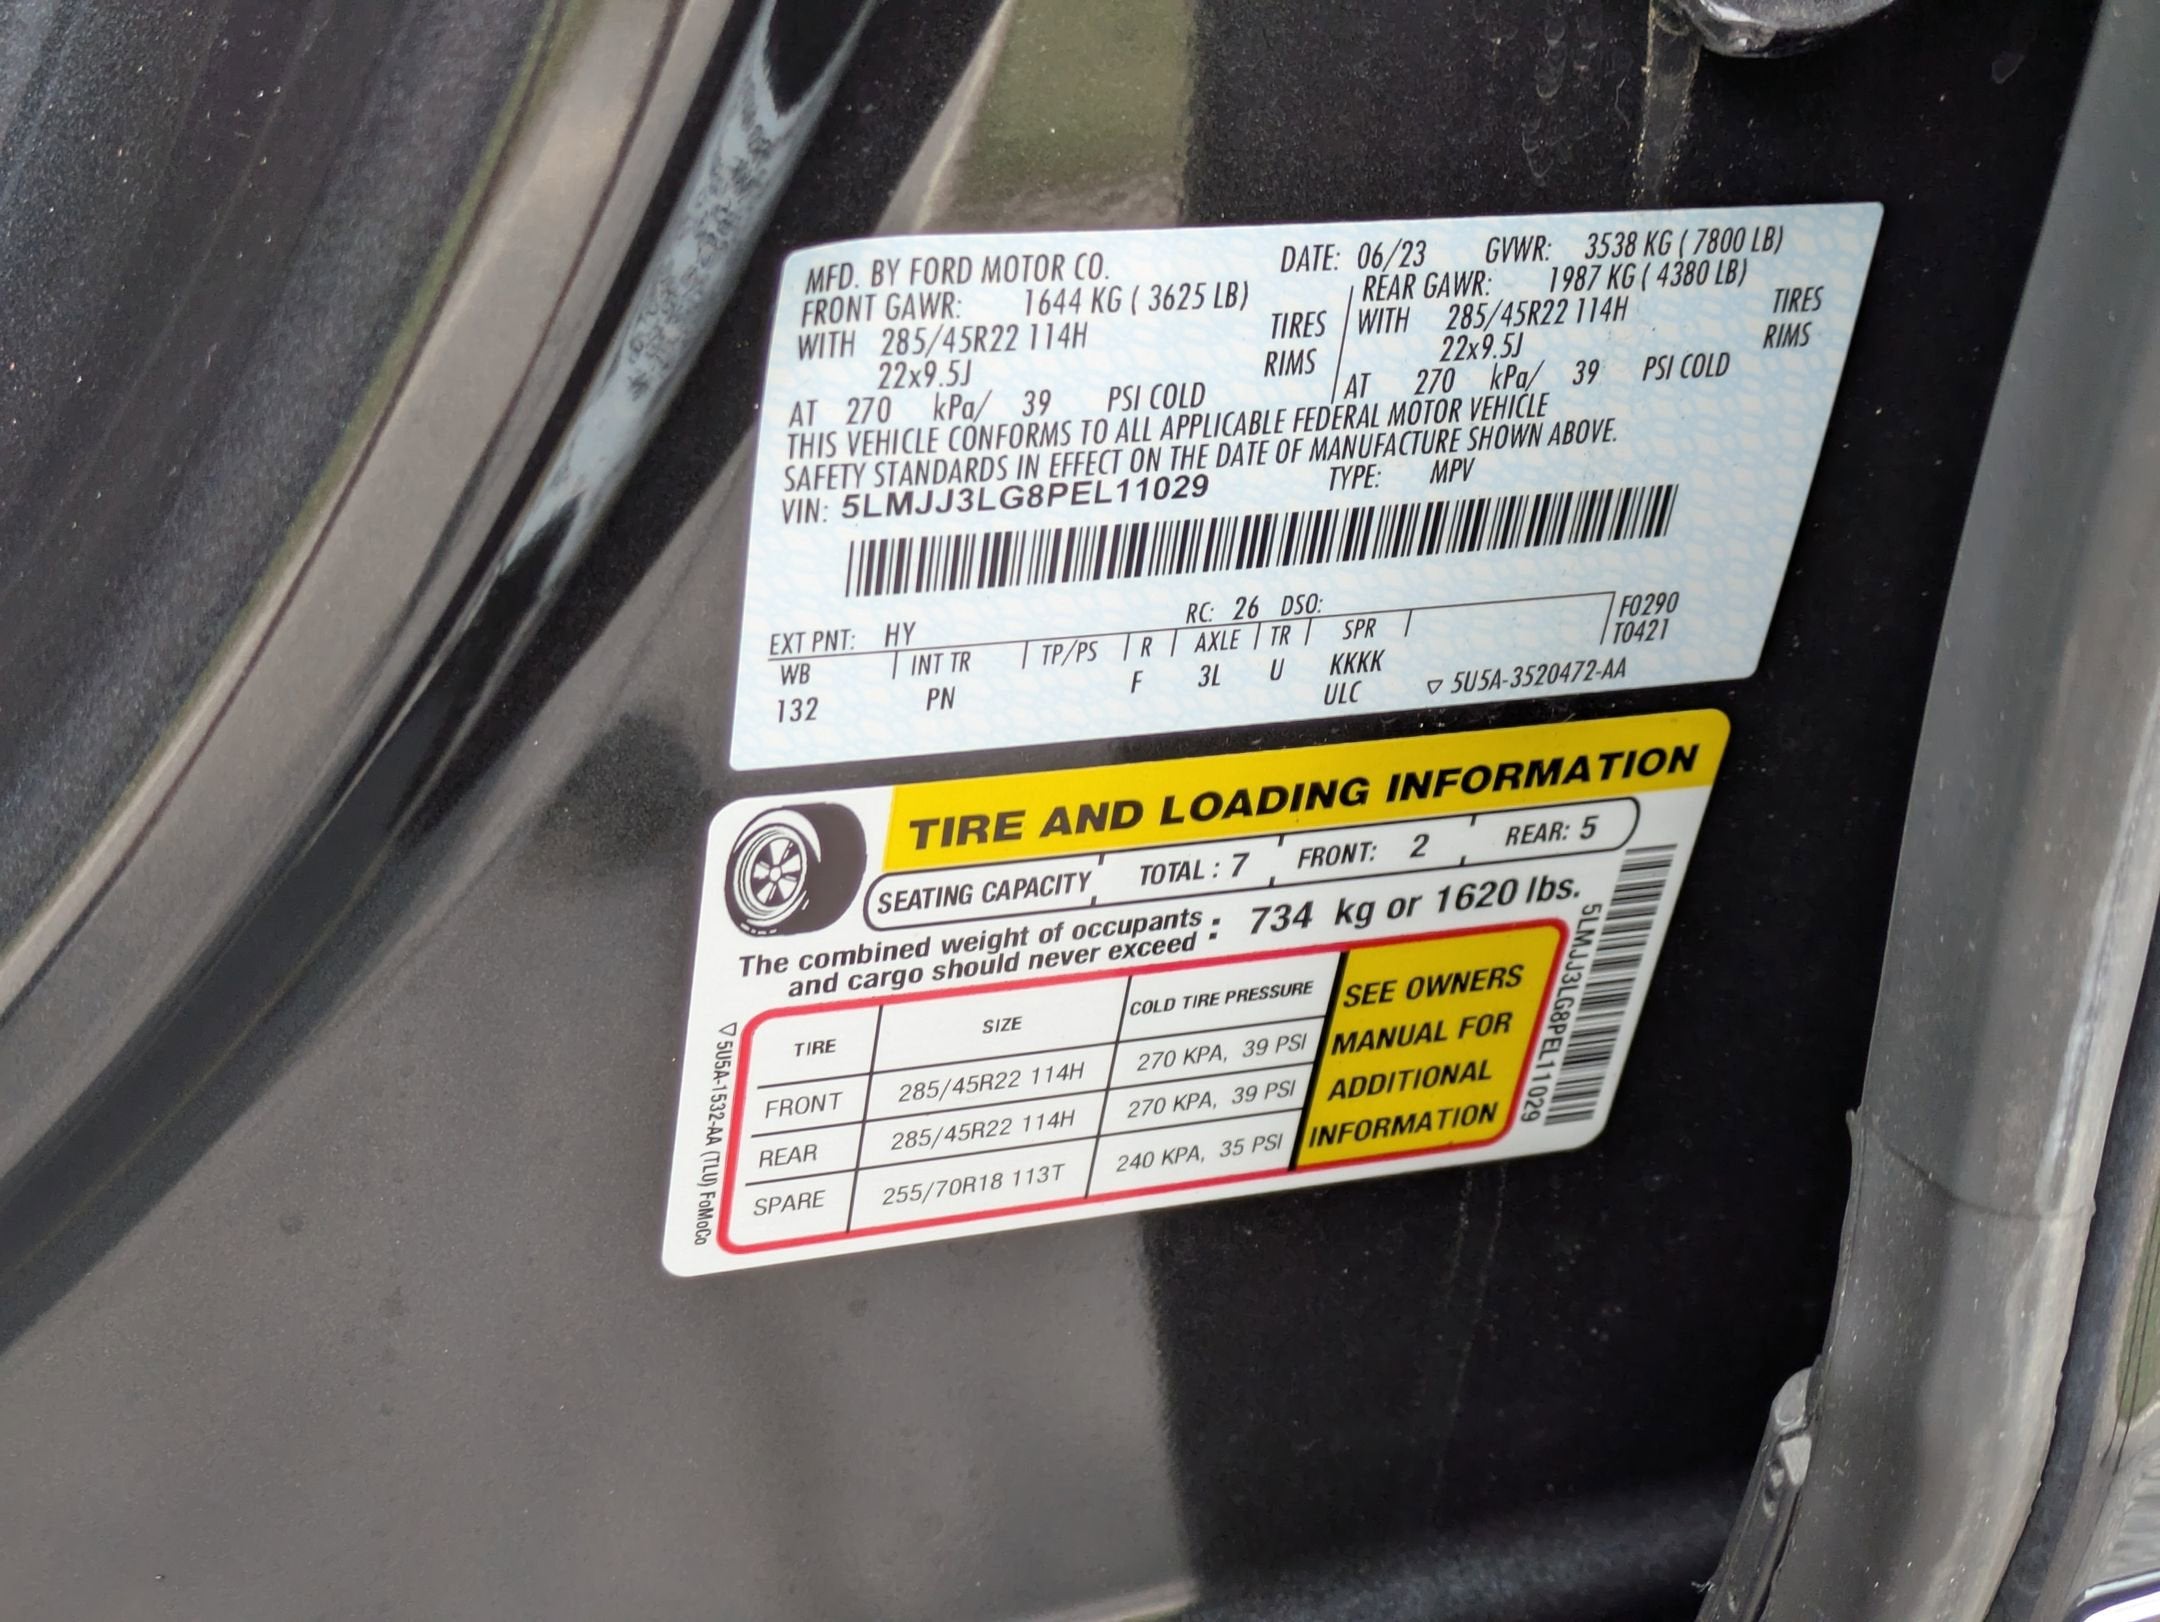 MFD. BY FORD MOTOR CO. DATE: 06/23 GVWR: 3538 KG ( 7800 LB)
FRONT GAWR: 1644 KG ( 3625 LB) REAR GAWR: 1987 KG ( 4380 LB)
WITH 285/45R22 114H TIRES WITH 285/45R22 114H TIRES
22x9.5J RIMS 22x9.5J RIMS
AT 270 kPa/ 39 PSI COLD AT 270 kPa/ 39 PSI COLD
THIS VEHICLE CONFORMS TO ALL APPLICABLE FEDERAL MOTOR VEHICLE
SAFETY STANDARDS IN EFFECT ON THE DATE OF MANUFACTURE SHOWN ABOVE.
VIN: 5LMJJ3LG8PEL11029 TYPE: MPV
EXT PNT: HY RC: 26 DSO: F0290
WB INT TR TP/PS R AXLE TR SPR T0421
132 PN F 3L U KKKK
ULC 5U5A-3520472-AA
TIRE AND LOADING INFORMATION
SEATING CAPACITY TOTAL : 7 FRONT: 2 REAR: 5
The combined weight of occupants
and cargo should never exceed : 734 kg or 1620 lbs.
TIRE SIZE COLD TIRE PRESSURE
FRONT 285/45R22 114H 270 KPA, 39 PSI
REAR 285/45R22 114H 270 KPA, 39 PSI
SPARE 255/70R18 113T 240 KPA, 35 PSI
SEE OWNERS
MANUAL FOR
ADDITIONAL
INFORMATION
5LMJJ3LG8PEL11029
5U5A-1532-AA (TLU) FoMoCo